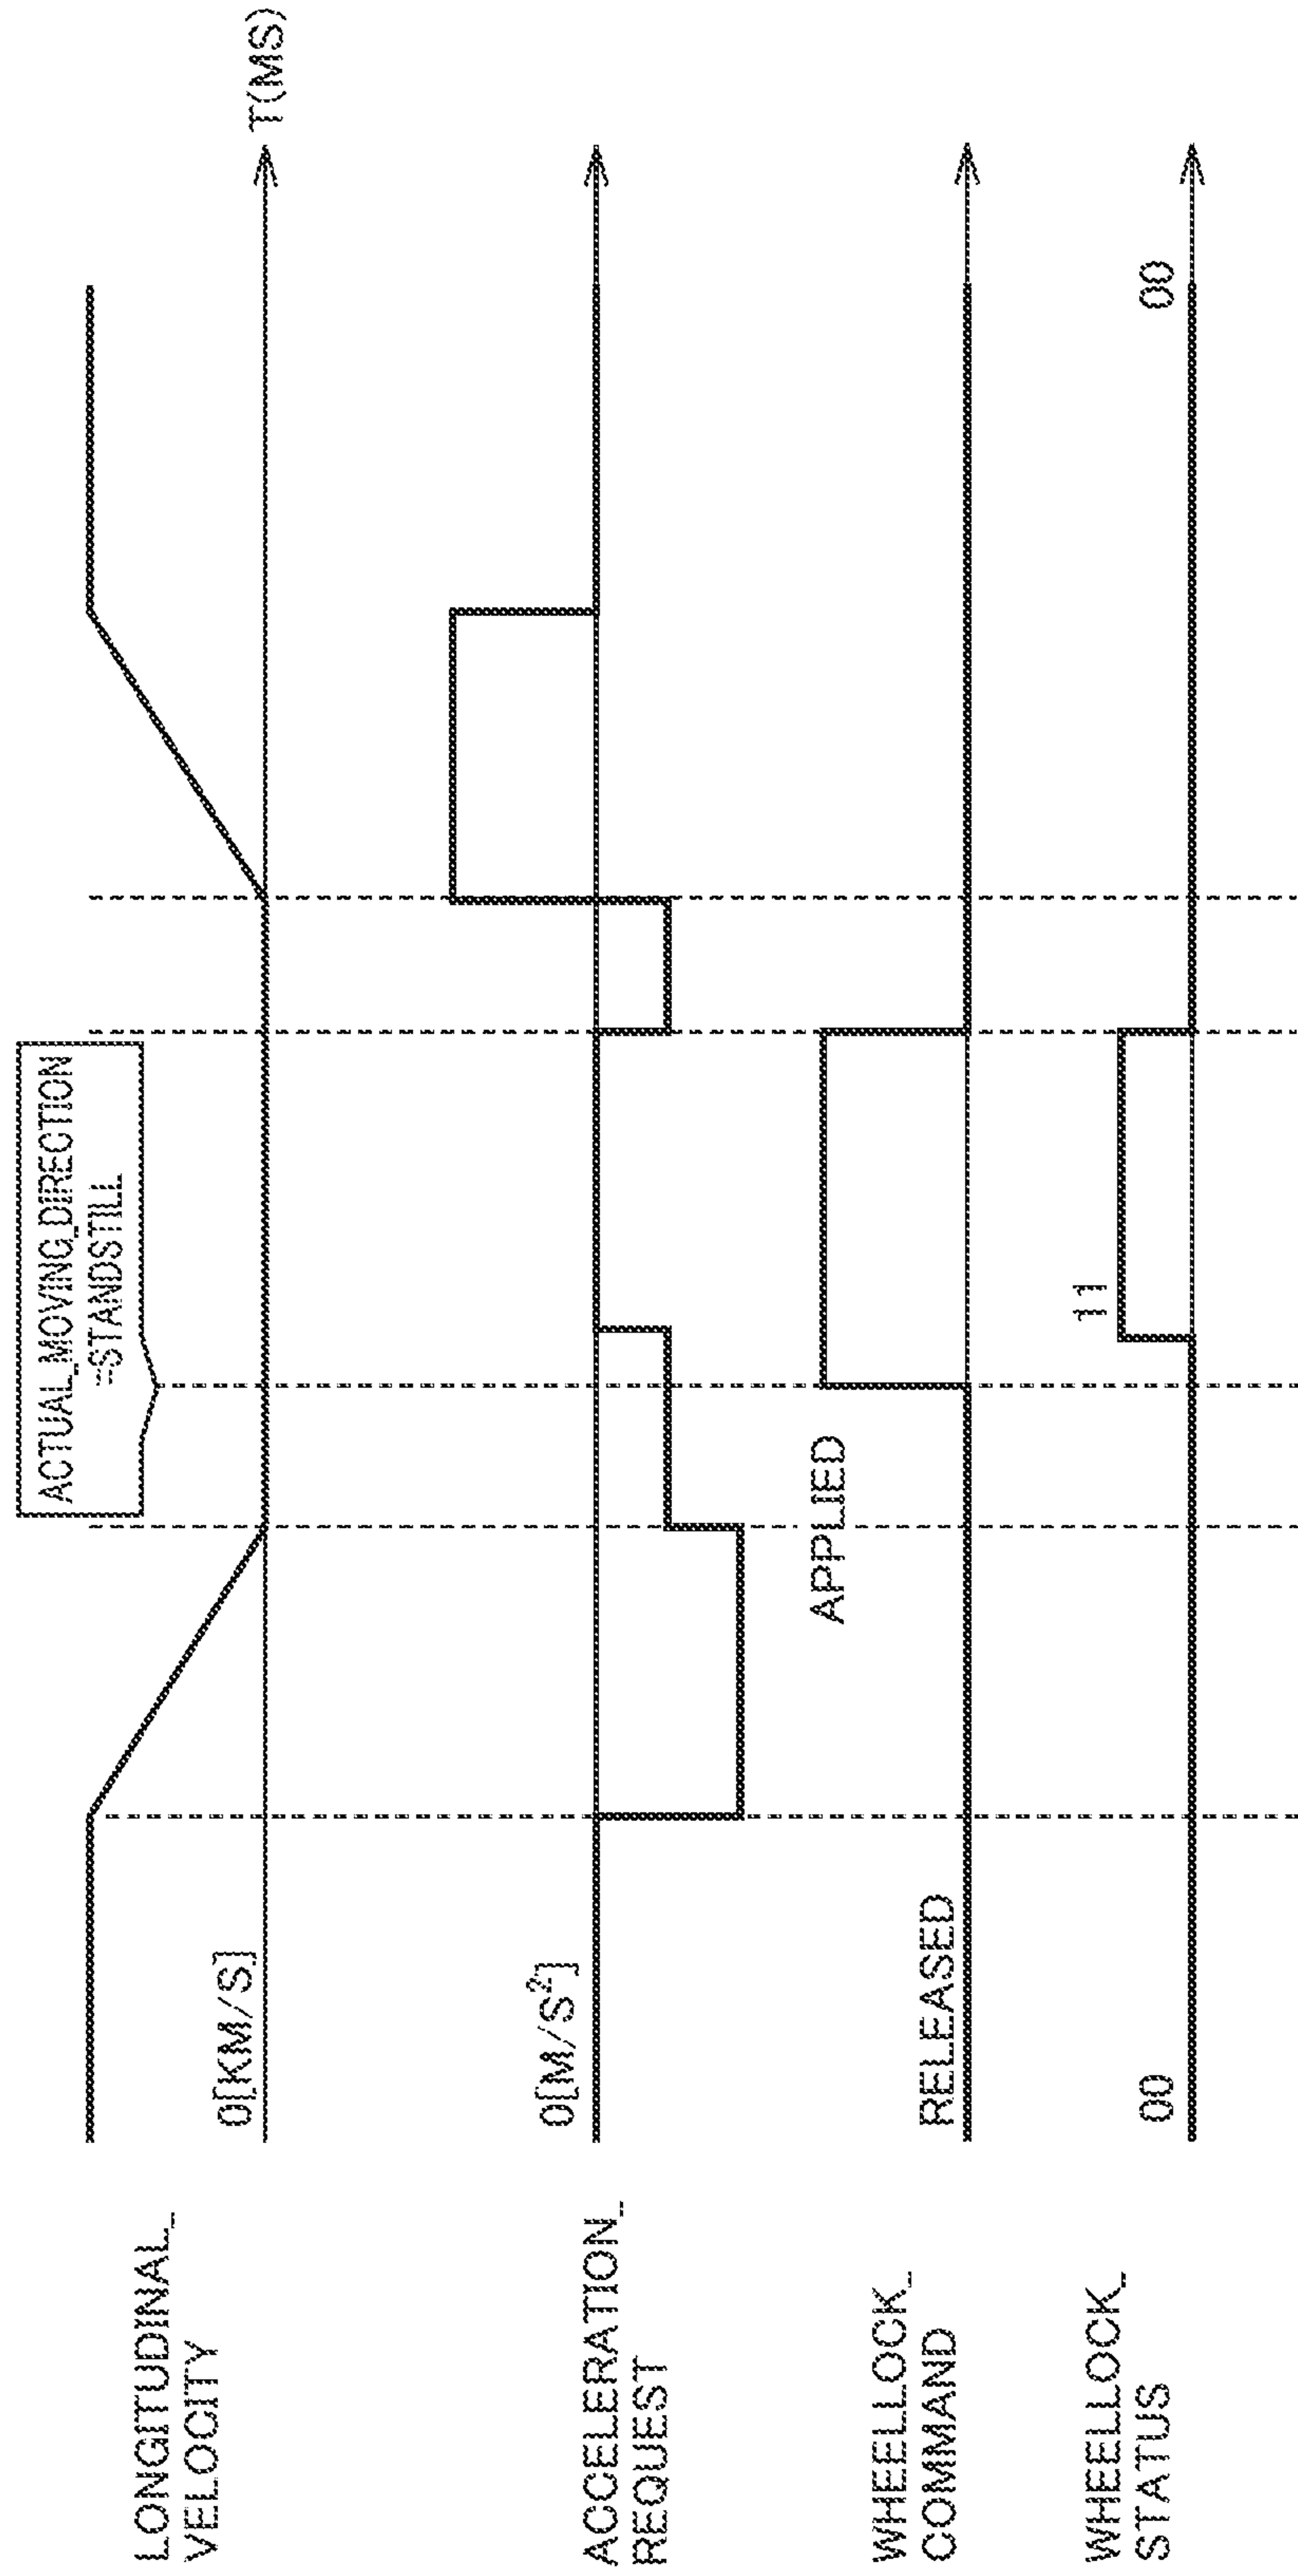 ACTUAL_MOVING_DIRECTION
=STANDSTILL
T(MS)
LONGITUDINAL_
VELOCITY
0[KM/S]
ACCELERATION_
REQUEST
0[M/S²]
WHEELLOCK_
COMMAND
RELEASED
APPLIED
WHEELLOCK_
STATUS
00
11
00